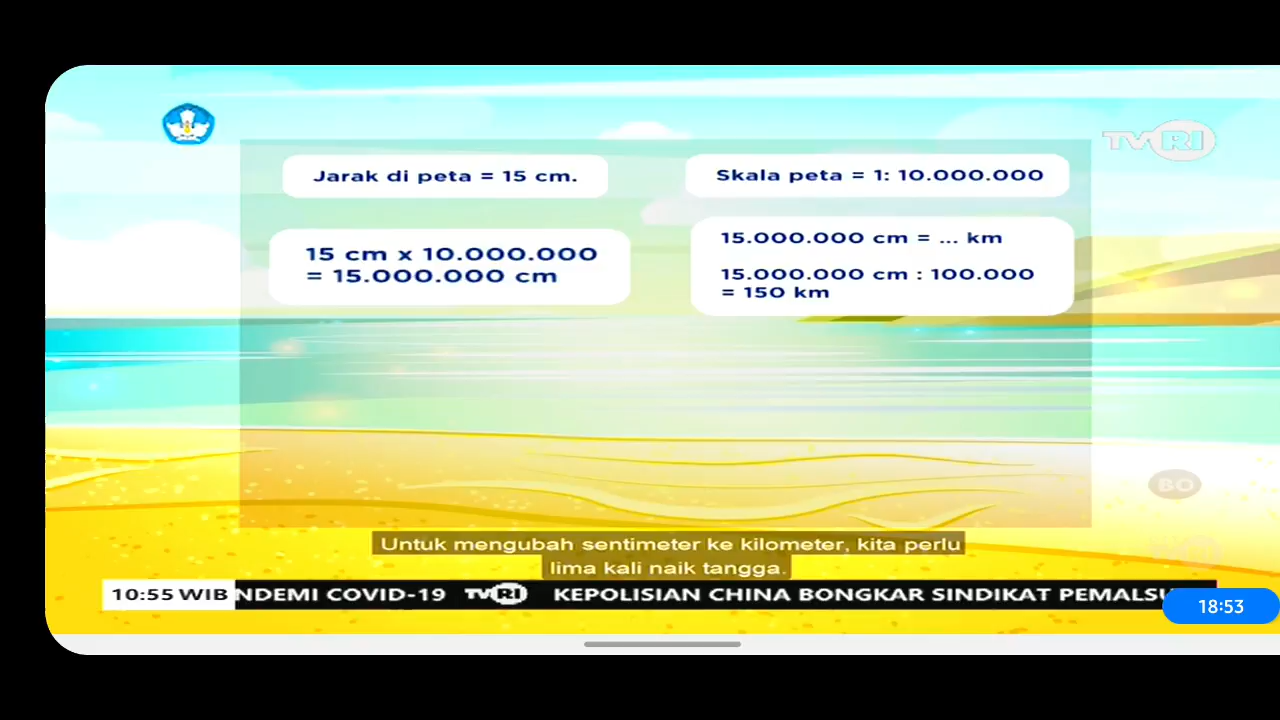 TVRI
Jarak di peta = 15 cm.
Skala peta = 1: 10.000.000
15 cm x 10.000.000
= 15.000.000 cm
15.000.000 cm = ... km
15.000.000 cm : 100.000
= 150 km
BO
Untuk mengubah sentimeter ke kilometer, kita perlu
lima kali naik tangga.
10:55 WIB NDEMI COVID-19 TVRI KEPOLISIAN CHINA BONGKAR SINDIKAT PEMALSU
18:53